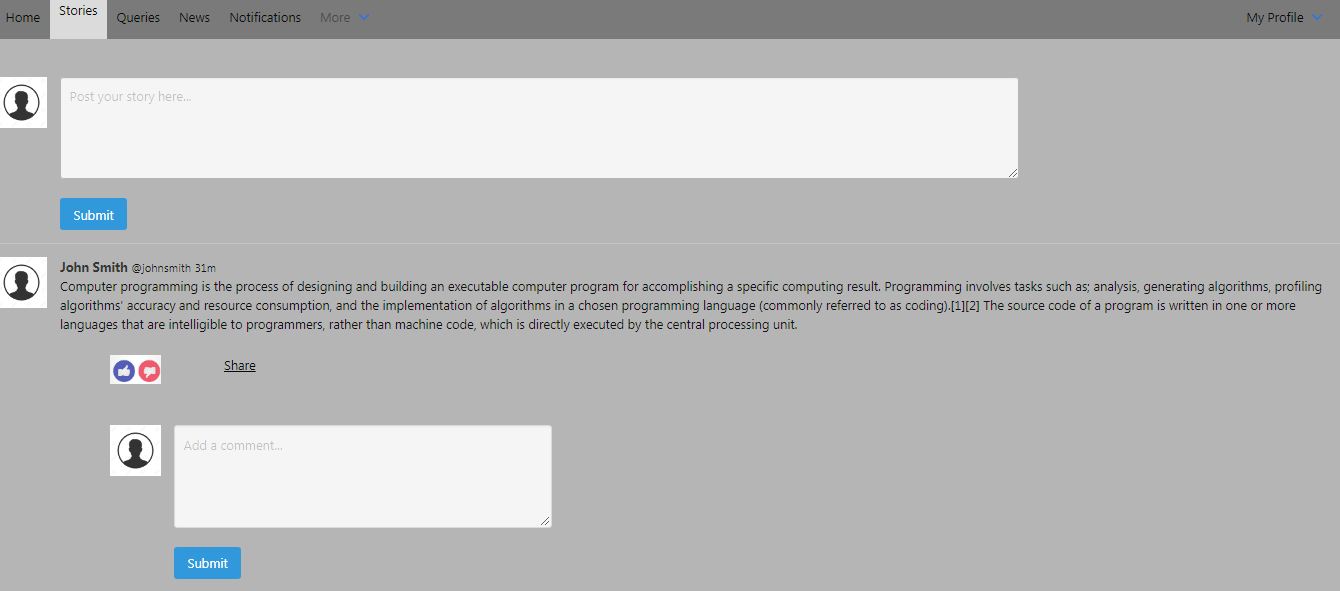 Home Stories Queries News Notifications More My Profile
Post your story here...
Submit
John Smith @johnsmith 31m
Computer programming is the process of designing and building an executable computer program for accomplishing a specific computing result. Programming involves tasks such as; analysis, generating algorithms, profiling
algorithms' accuracy and resource consumption, and the implementation of algorithms in a chosen programming language (commonly referred to as coding).[1][2] The source code of a program is written in one or more
languages that are intelligible to programmers, rather than machine code, which is directly executed by the central processing unit.
Share
Add a comment...
Submit